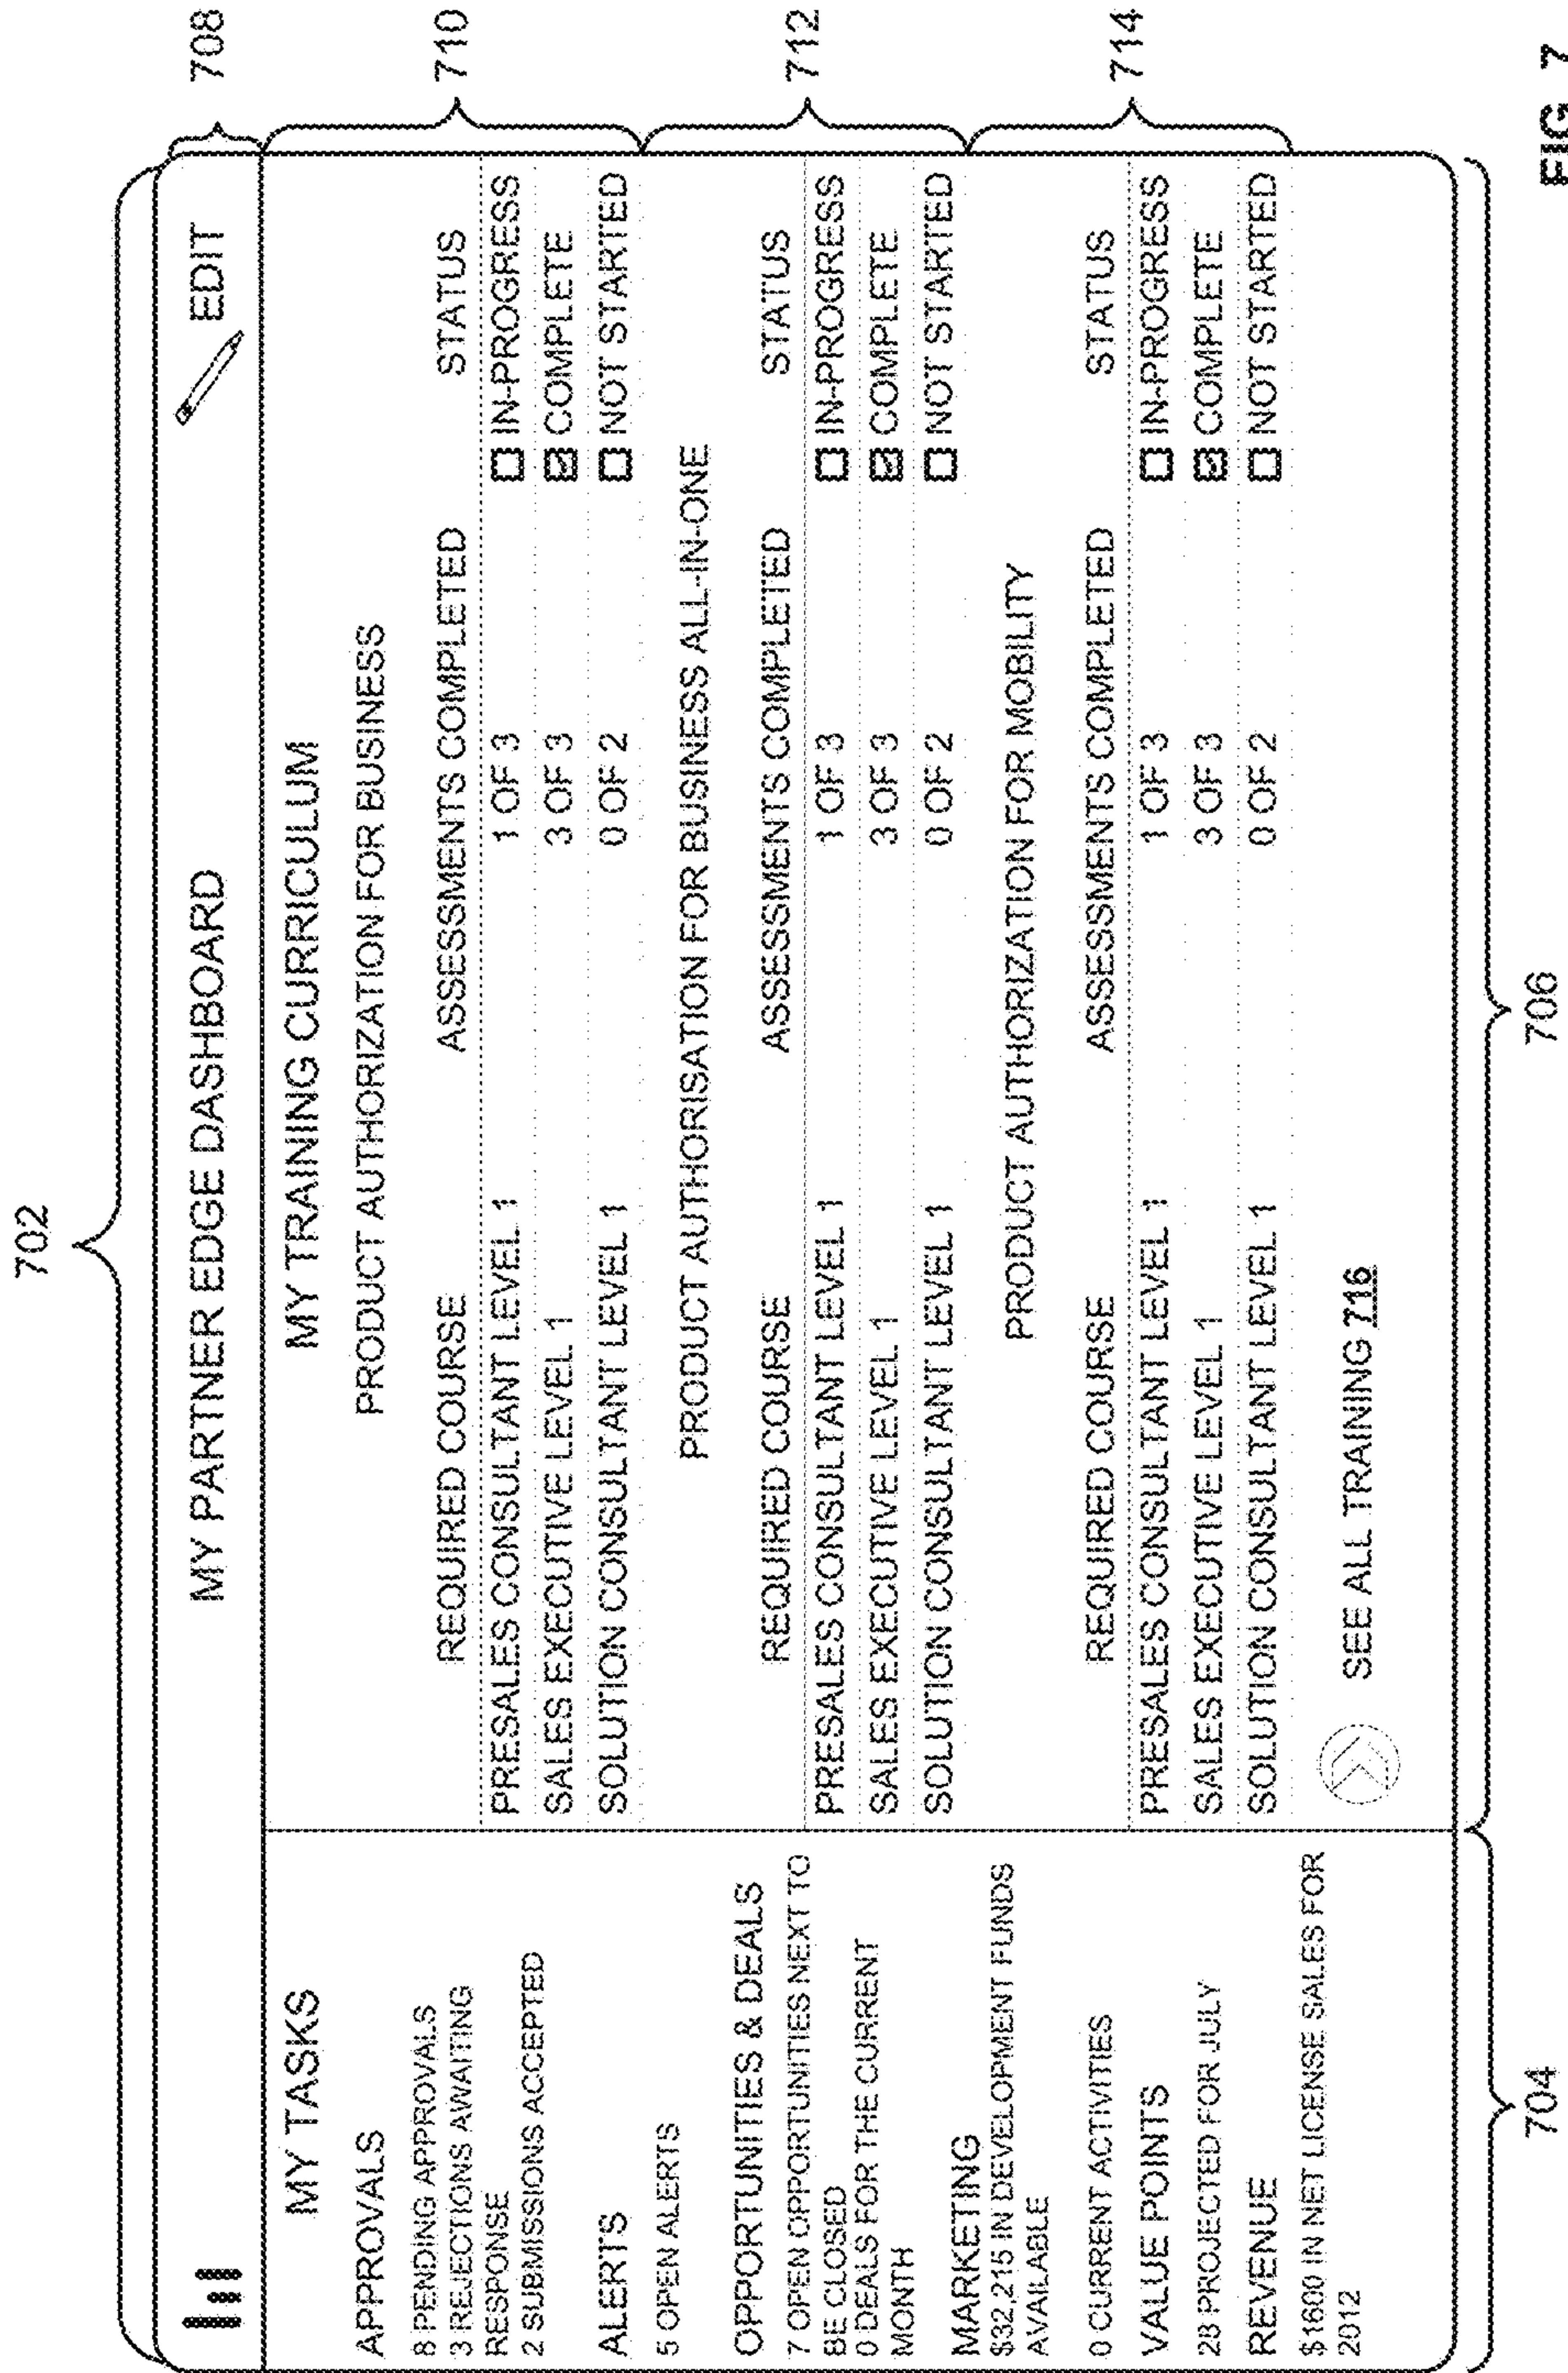 702
MY PARTNER EDGE DASHBOARD
EDIT
708
MY TASKS
APPROVALS
8 PENDING APPROVALS
3 REJECTIONS AWAITING
RESPONSE
2 SUBMISSIONS ACCEPTED
ALERTS
5 OPEN ALERTS
OPPORTUNITIES & DEALS
7 OPEN OPPORTUNITIES NEXT TO
BE CLOSED
0 DEALS FOR THE CURRENT
MONTH
MARKETING
$32,215 IN DEVELOPMENT FUNDS
AVAILABLE
0 CURRENT ACTIVITIES
VALUE POINTS
28 PROJECTED FOR JULY
REVENUE
$1600 IN NET LICENSE SALES FOR
2012
704
MY TRAINING CURRICULUM
PRODUCT AUTHORIZATION FOR BUSINESS
710
REQUIRED COURSE ASSESSMENTS COMPLETED STATUS
PRESALES CONSULTANT LEVEL 1 1 OF 3 IN-PROGRESS
SALES EXECUTIVE LEVEL 1 3 OF 3 COMPLETE
SOLUTION CONSULTANT LEVEL 1 0 OF 2 NOT STARTED
PRODUCT AUTHORISATION FOR BUSINESS ALL-IN-ONE
712
REQUIRED COURSE ASSESSMENTS COMPLETED STATUS
PRESALES CONSULTANT LEVEL 1 1 OF 3 IN-PROGRESS
SALES EXECUTIVE LEVEL 1 3 OF 3 COMPLETE
SOLUTION CONSULTANT LEVEL 1 0 OF 2 NOT STARTED
PRODUCT AUTHORIZATION FOR MOBILITY
714
REQUIRED COURSE ASSESSMENTS COMPLETED STATUS
PRESALES CONSULTANT LEVEL 1 1 OF 3 IN-PROGRESS
SALES EXECUTIVE LEVEL 1 3 OF 3 COMPLETE
SOLUTION CONSULTANT LEVEL 1 0 OF 2 NOT STARTED
SEE ALL TRAINING 716
706
FIG. 7